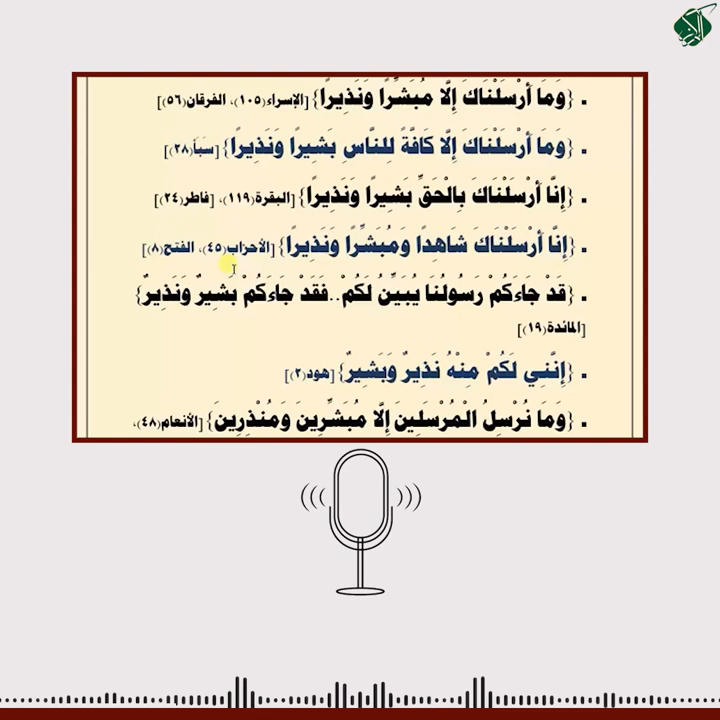 . {وَمَا أَرْسَلْنَاكَ إِلَّا مُبَشِّرًا وَنَذِيرًا} [الإسراء(١٠٥)، الفرقان(٥٦)]
. {وَمَا أَرْسَلْنَاكَ إِلَّا كَافَّةً لِلنَّاسِ بَشِيرًا وَنَذِيرًا} [سبأ(٢٨)]
. {إِنَّا أَرْسَلْنَاكَ بِالْحَقِّ بَشِيرًا وَنَذِيرًا} [البقرة(١١٩)، فاطر(٢٤)]
. {إِنَّا أَرْسَلْنَاكَ شَاهِدًا وَمُبَشِّرًا وَنَذِيرًا} [الأحزاب(٤٥)، الفتح(٨)]
. {قَدْ جَاءَكُمْ رَسُولُنَا يُبَيِّنُ لَكُمْ..فَقَدْ جَاءَكُمْ بَشِيرٌ وَنَذِيرٌ}
[المائدة(١٩)]
. {إِنَّنِي لَكُمْ مِنْهُ نَذِيرٌ وَبَشِيرٌ} [هود(٢)]
. {وَمَا نُرْسِلُ الْمُرْسَلِينَ إِلَّا مُبَشِّرِينَ وَمُنْذِرِينَ} [الأنعام(٤٨)،